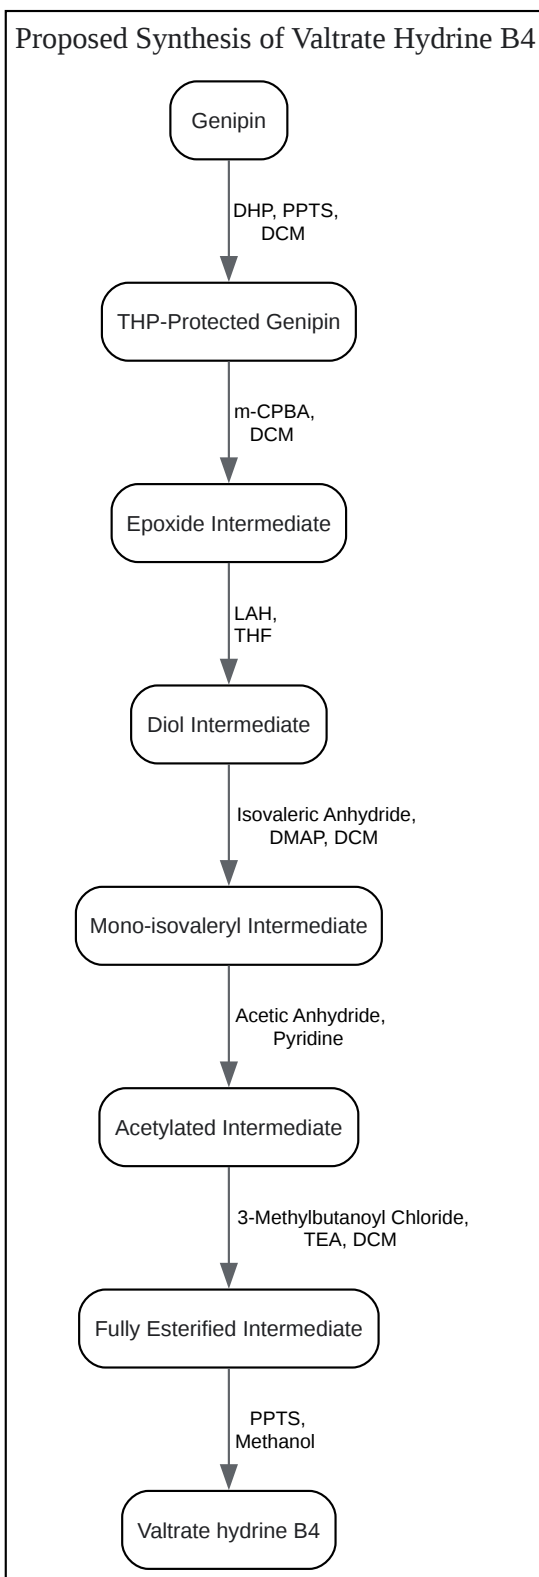 Proposed Synthesis of Valtrate Hydrine B4
Genipin
DHP, PPTS,
DCM
THP-Protected Genipin
m-CPBA,
DCM
Epoxide Intermediate
LAH,
THF
Diol Intermediate
Isovaleric Anhydride,
DMAP, DCM
Mono-isovaleryl Intermediate
Acetic Anhydride,
Pyridine
Acetylated Intermediate
3-Methylbutanoyl Chloride,
TEA, DCM
Fully Esterified Intermediate
PPTS,
Methanol
Valtrate hydrine B4